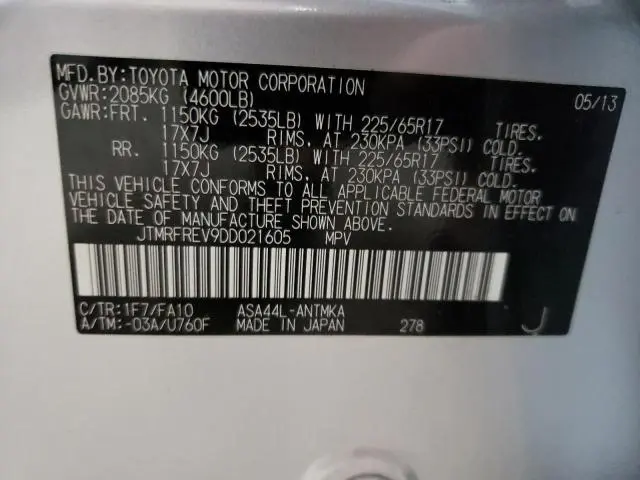 MFD.BY:TOYOTA MOTOR CORPORATION 05/13
GVWR:2085KG (4600LB)
GAWR:FRT. 1150KG (2535LB) WITH 225/65R17 TIRES.
17X7J RIMS, AT 230KPA (33PSI) COLD.
RR. 1150KG (2535LB) WITH 225/65R17 TIRES.
17X7J RIMS, AT 230KPA (33PSI) COLD.
THIS VEHICLE CONFORMS TO ALL APPLICABLE FEDERAL MOTOR
VEHICLE SAFETY AND THEFT PREVENTION STANDARDS IN EFFECT ON
THE DATE OF MANUFACTURE SHOWN ABOVE.
JTMRFREV9DD021605 MPV
C/TR:1F7/FA10 ASA44L-ANTMKA
A/TM:-03A/U760F MADE IN JAPAN 278 J